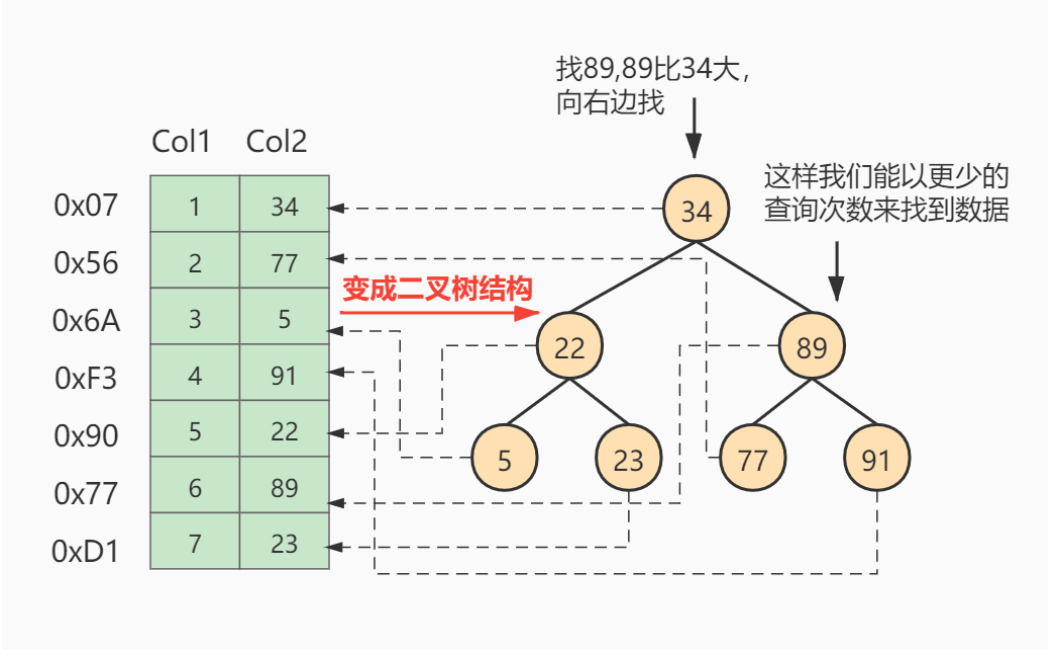 找89,89比34大，
向右边找
Col1 Col2
这样我们能以更少的
查询次数来找到数据
0x07 1 34
34
0x56 2 77
变成二叉树结构
0x6A 3 5
22
89
0xF3 4 91
0x90 5 22
5
23
77
91
0x77 6 89
0xD1 7 23